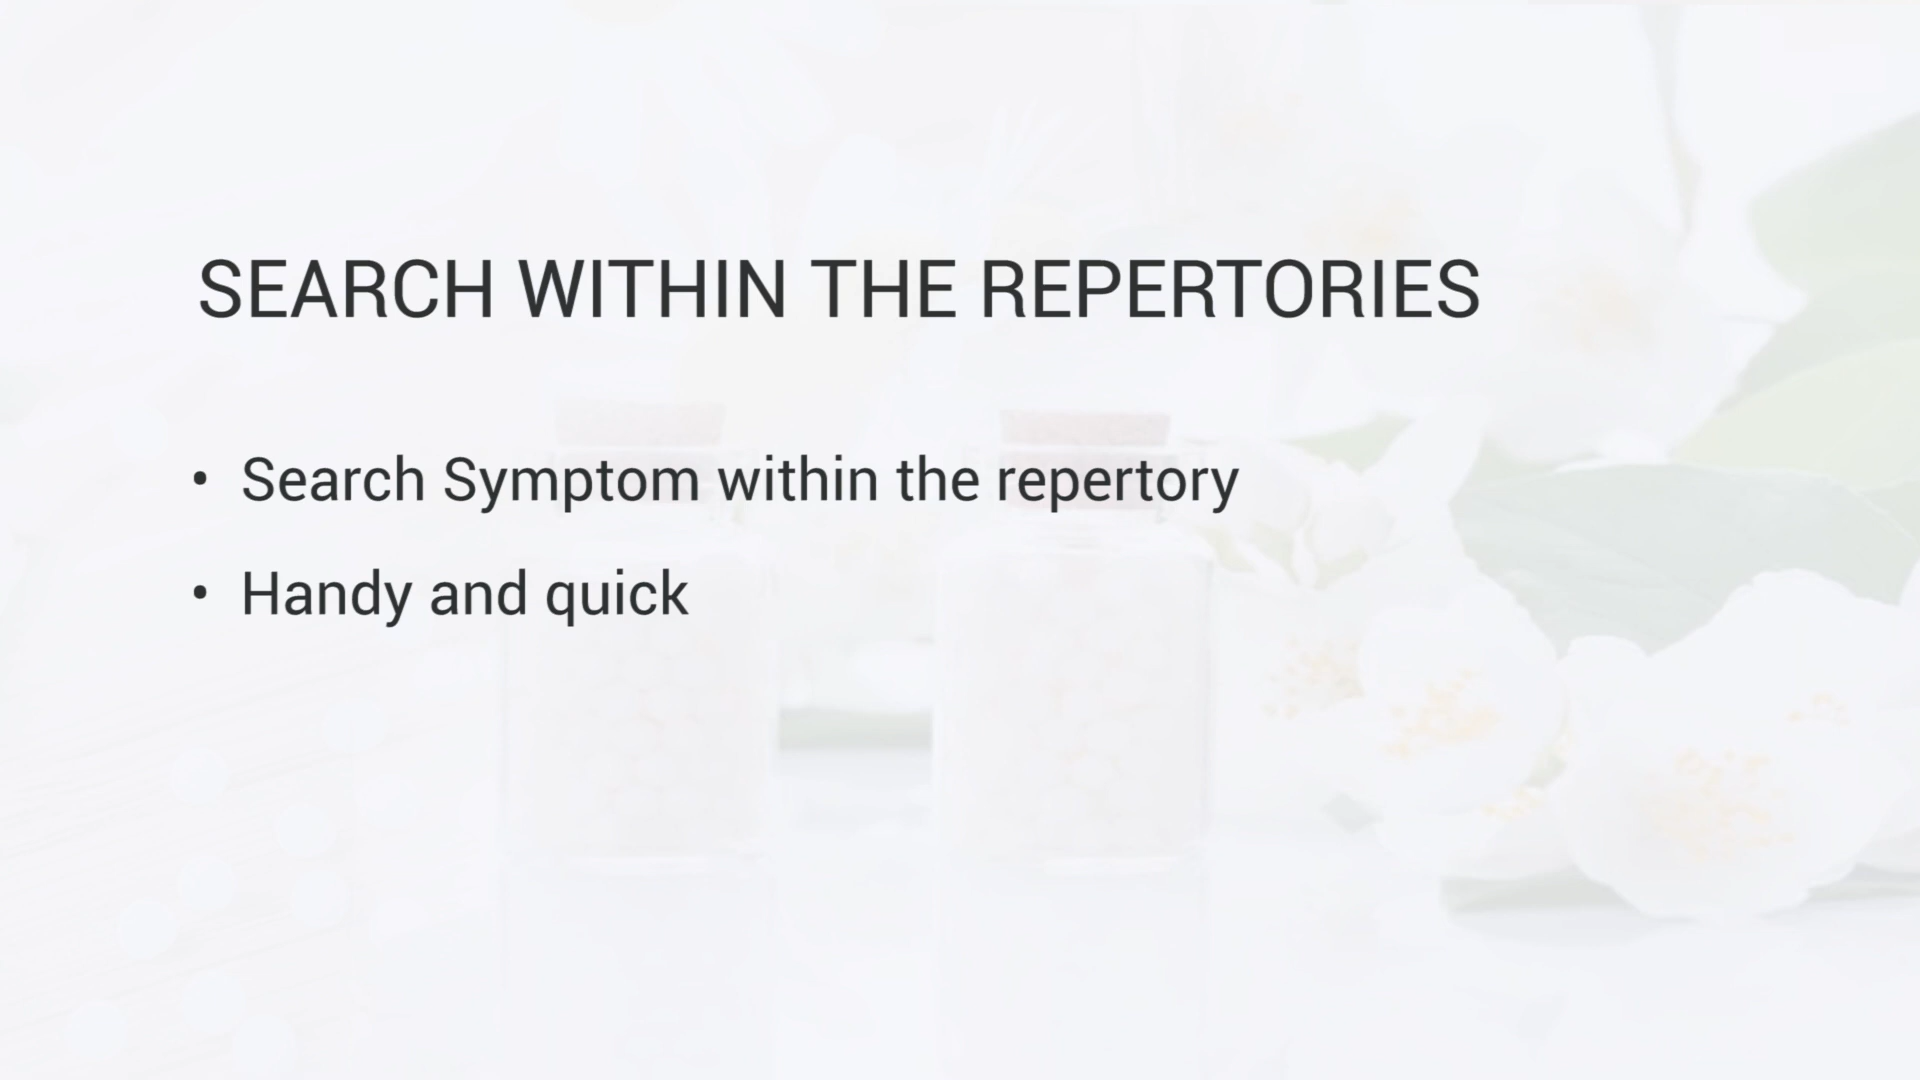 SEARCH WITHIN THE REPERTORIES
• Search Symptom within the repertory
• Handy and quick